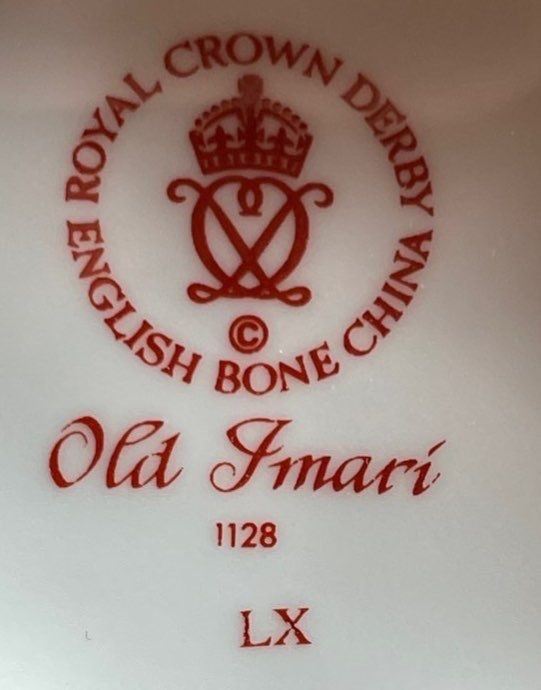 ROYAL CROWN DERBY
ENGLISH BONE CHINA
©
Old Imari
1128
LX